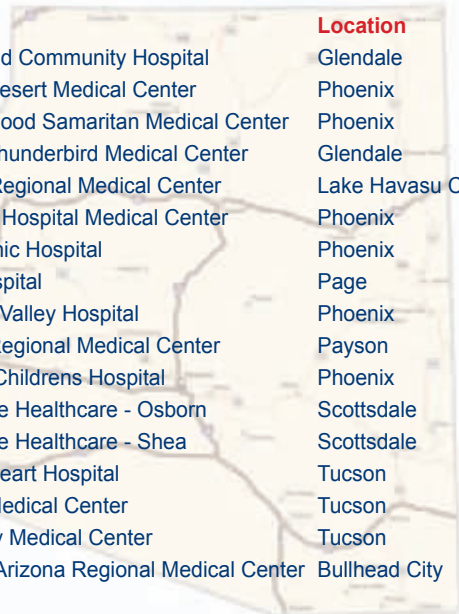 Location
d Community Hospital Glendale
esert Medical Center Phoenix
ood Samaritan Medical Center Phoenix
hunderbird Medical Center Glendale
Regional Medical Center Lake Havasu C
Hospital Medical Center Phoenix
nic Hospital Phoenix
spital Page
Valley Hospital Phoenix
Regional Medical Center Payson
Childrens Hospital Phoenix
e Healthcare - Osborn Scottsdale
e Healthcare - Shea Scottsdale
eart Hospital Tucson
Medical Center Tucson
y Medical Center Tucson
Arizona Regional Medical Center Bullhead City